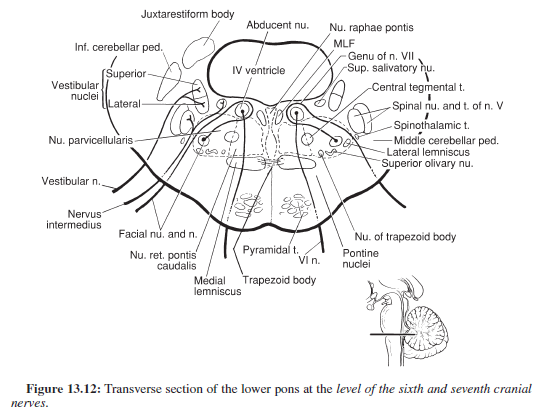 Juxtarestiform body
Abducent nu.
Nu. raphae pontis
MLF
Inf. cerebellar ped.
Genu of n. VII
Superior
IV ventricle
Sup. salivatory nu.
Vestibular
nuclei
Central tegmental t.
Lateral
Spinal nu. and t. of n. V
Spinothalamic t.
Nu. parvicellularis
Middle cerebellar ped.
Lateral lemniscus
Superior olivary nu.
Vestibular n.
Nervus
intermedius
Facial nu. and n.
Nu. of trapezoid body
Nu. ret. pontis
caudalis
Pyramidal t.
VI n.
Pontine
nuclei
Medial
lemniscus
Trapezoid body
Figure 13.12: Transverse section of the lower pons at the level of the sixth and seventh cranial
nerves.